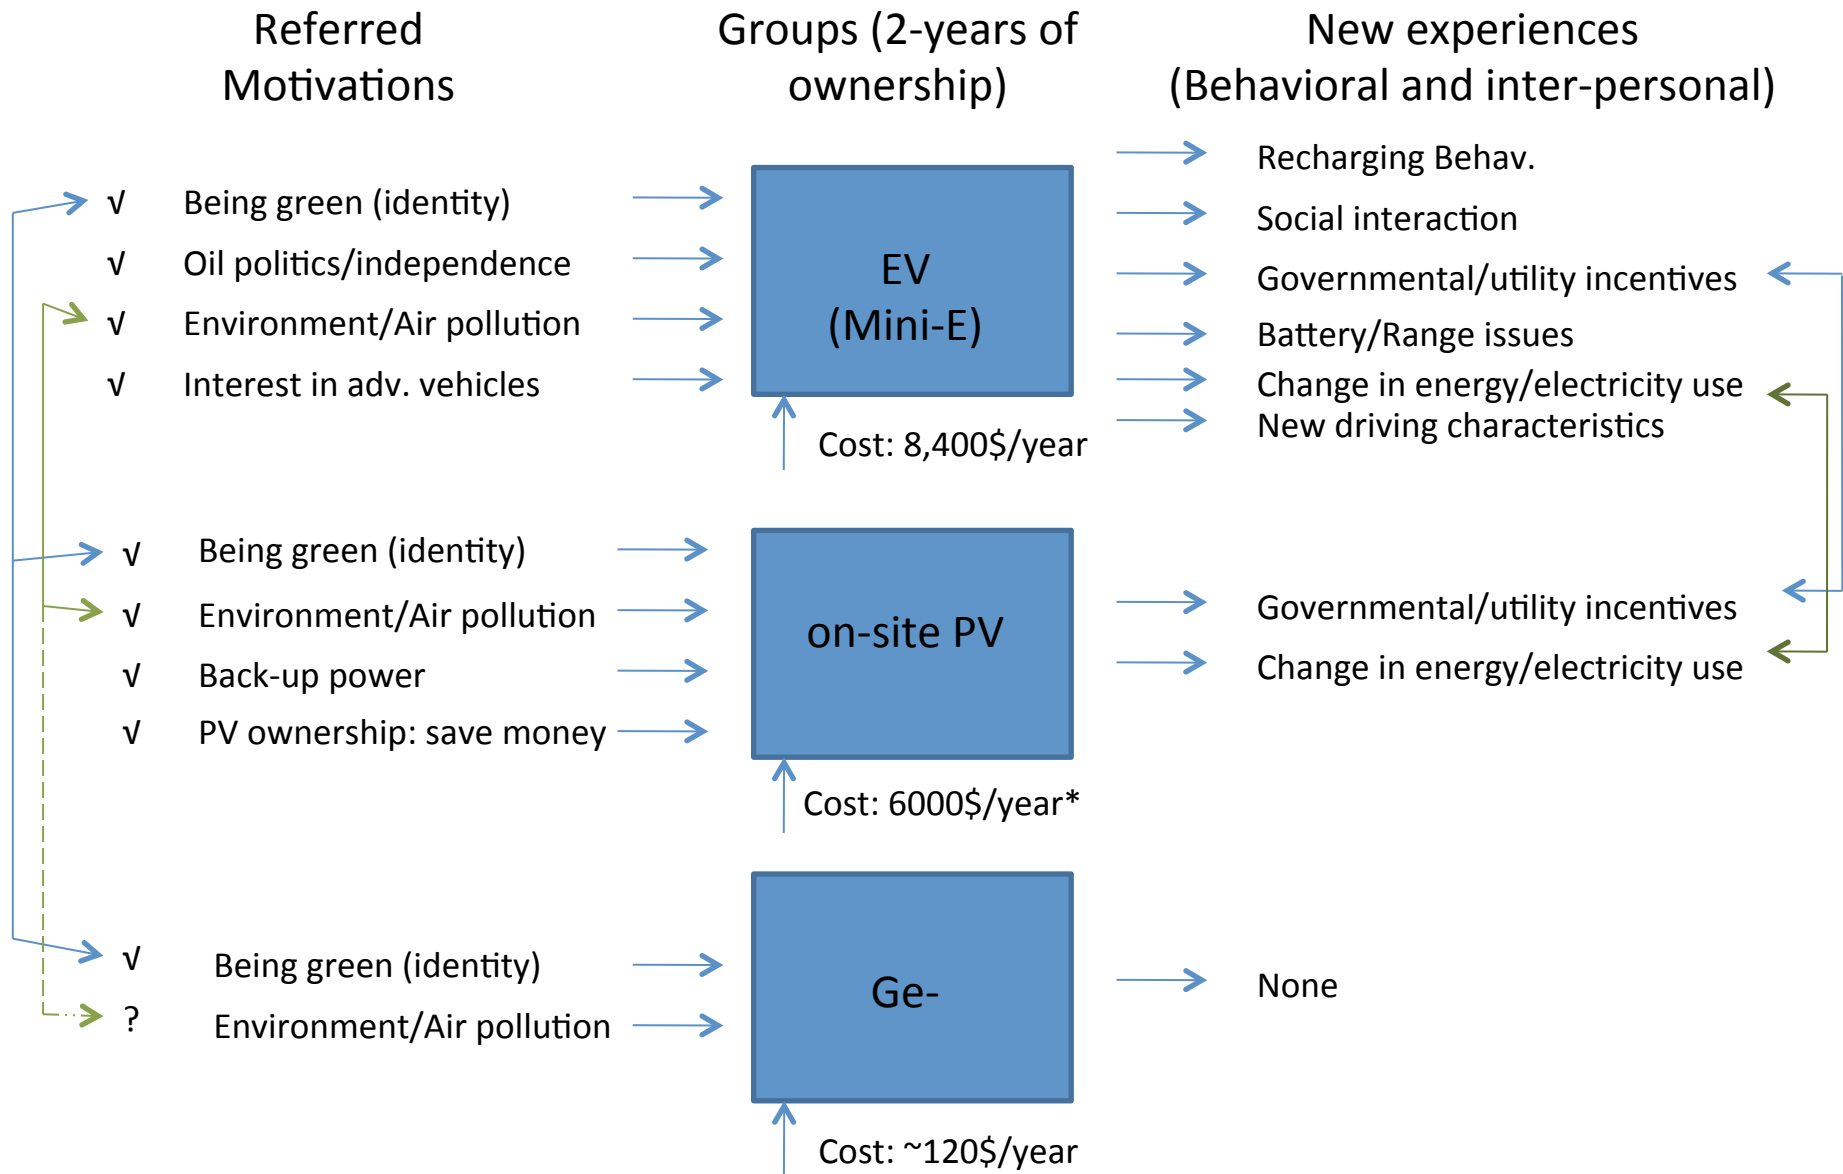 Referred
Motivations
Groups (2-years of
ownership)
New experiences
(Behavioral and inter-personal)
√ Being green (identity)
√ Oil politics/independence
√ Environment/Air pollution
√ Interest in adv. vehicles
EV
(Mini-E)
Cost: 8,400$/year
Recharging Behav.
Social interaction
Governmental/utility incentives
Battery/Range issues
Change in energy/electricity use
New driving characteristics
√ Being green (identity)
√ Environment/Air pollution
√ Back-up power
√ PV ownership: save money
on-site PV
Cost: 6000$/year*
Governmental/utility incentives
Change in energy/electricity use
√ Being green (identity)
? Environment/Air pollution
Ge-
Cost: ~120$/year
None